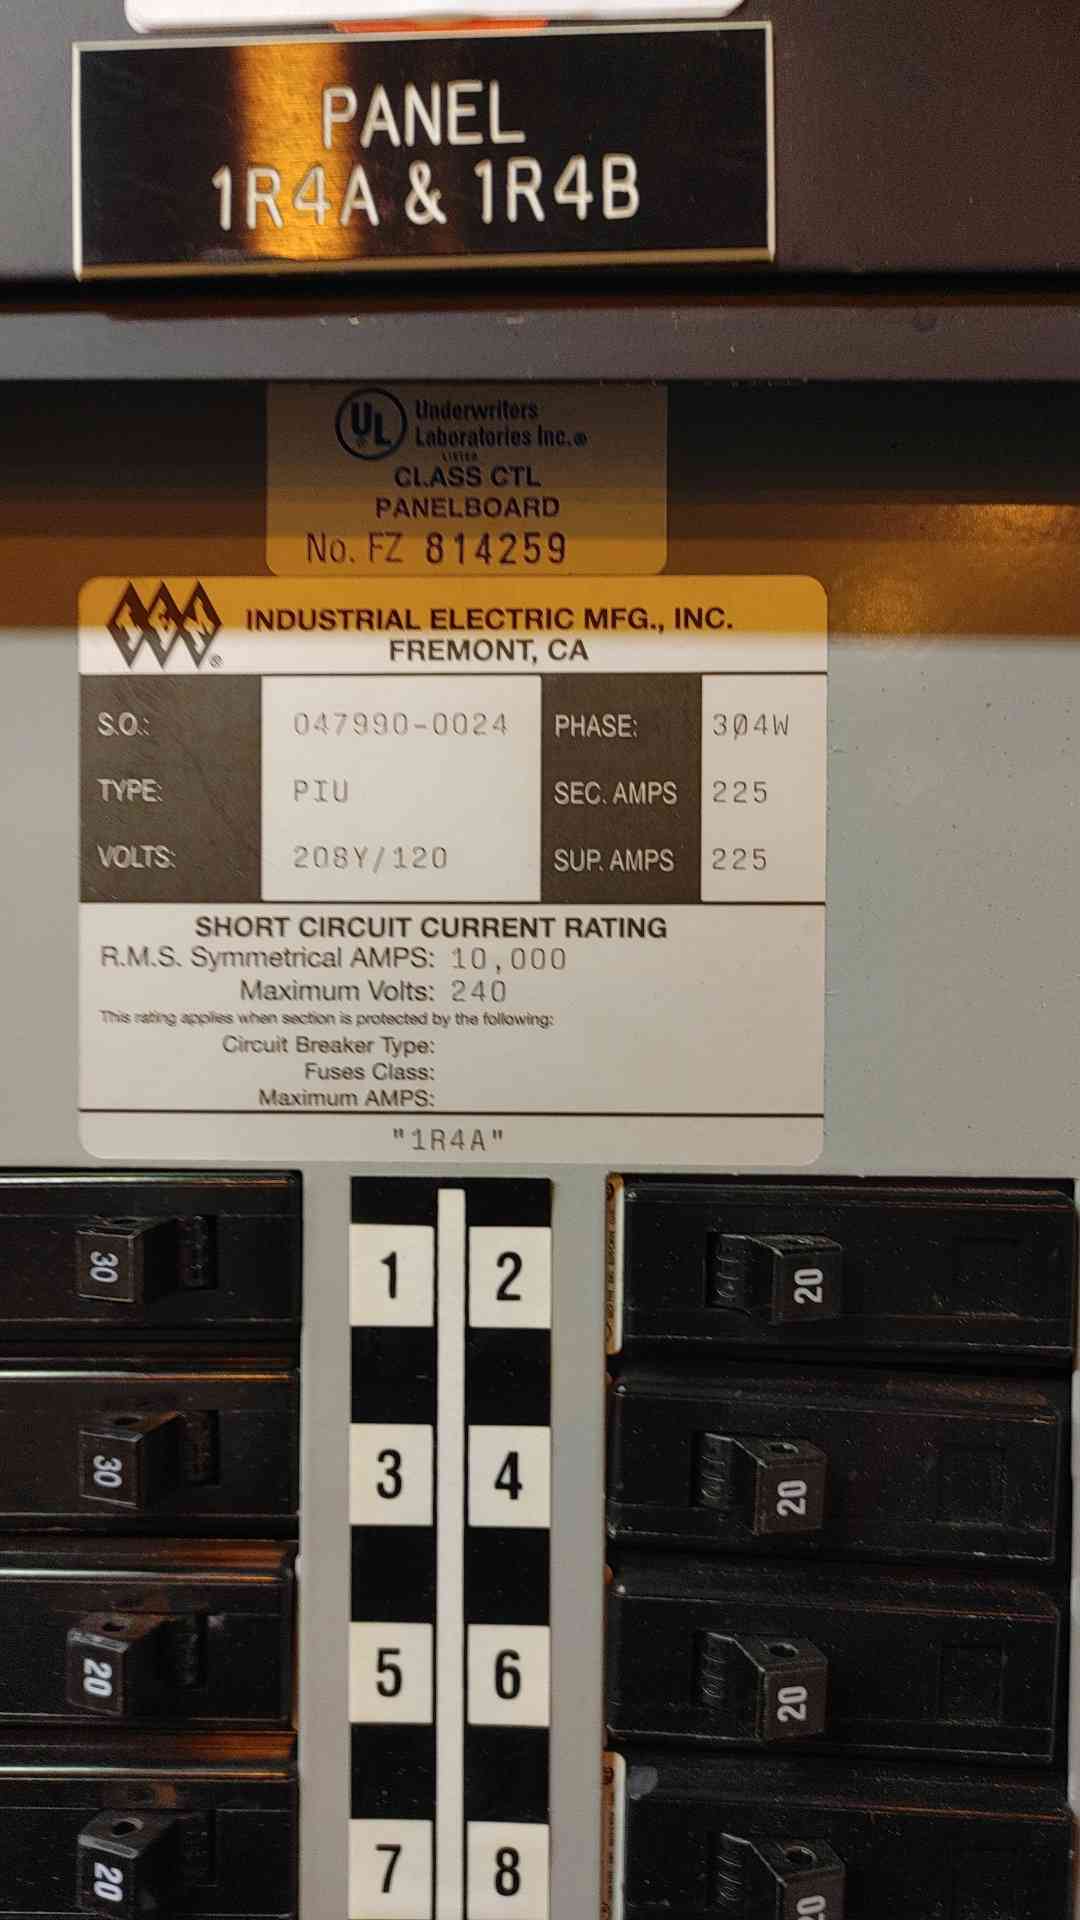 PANEL
1R4A & 1R4B
UL Underwriters
Laboratories Inc.®
LISTED
CLASS CTL
PANELBOARD
No. FZ 814259
INDUSTRIAL ELECTRIC MFG., INC.
® FREMONT, CA
S.O.: 047990-0024 PHASE: 3ø4W
TYPE: PIU SEC. AMPS 225
VOLTS: 208Y/120 SUP. AMPS 225
SHORT CIRCUIT CURRENT RATING
R.M.S. Symmetrical AMPS: 10,000
Maximum Volts: 240
This rating applies when section is protected by the following:
Circuit Breaker Type:
Fuses Class:
Maximum AMPS:
"1R4A"
30 1 2 20
30 3 4 20
20 5 6 20
20 7 8